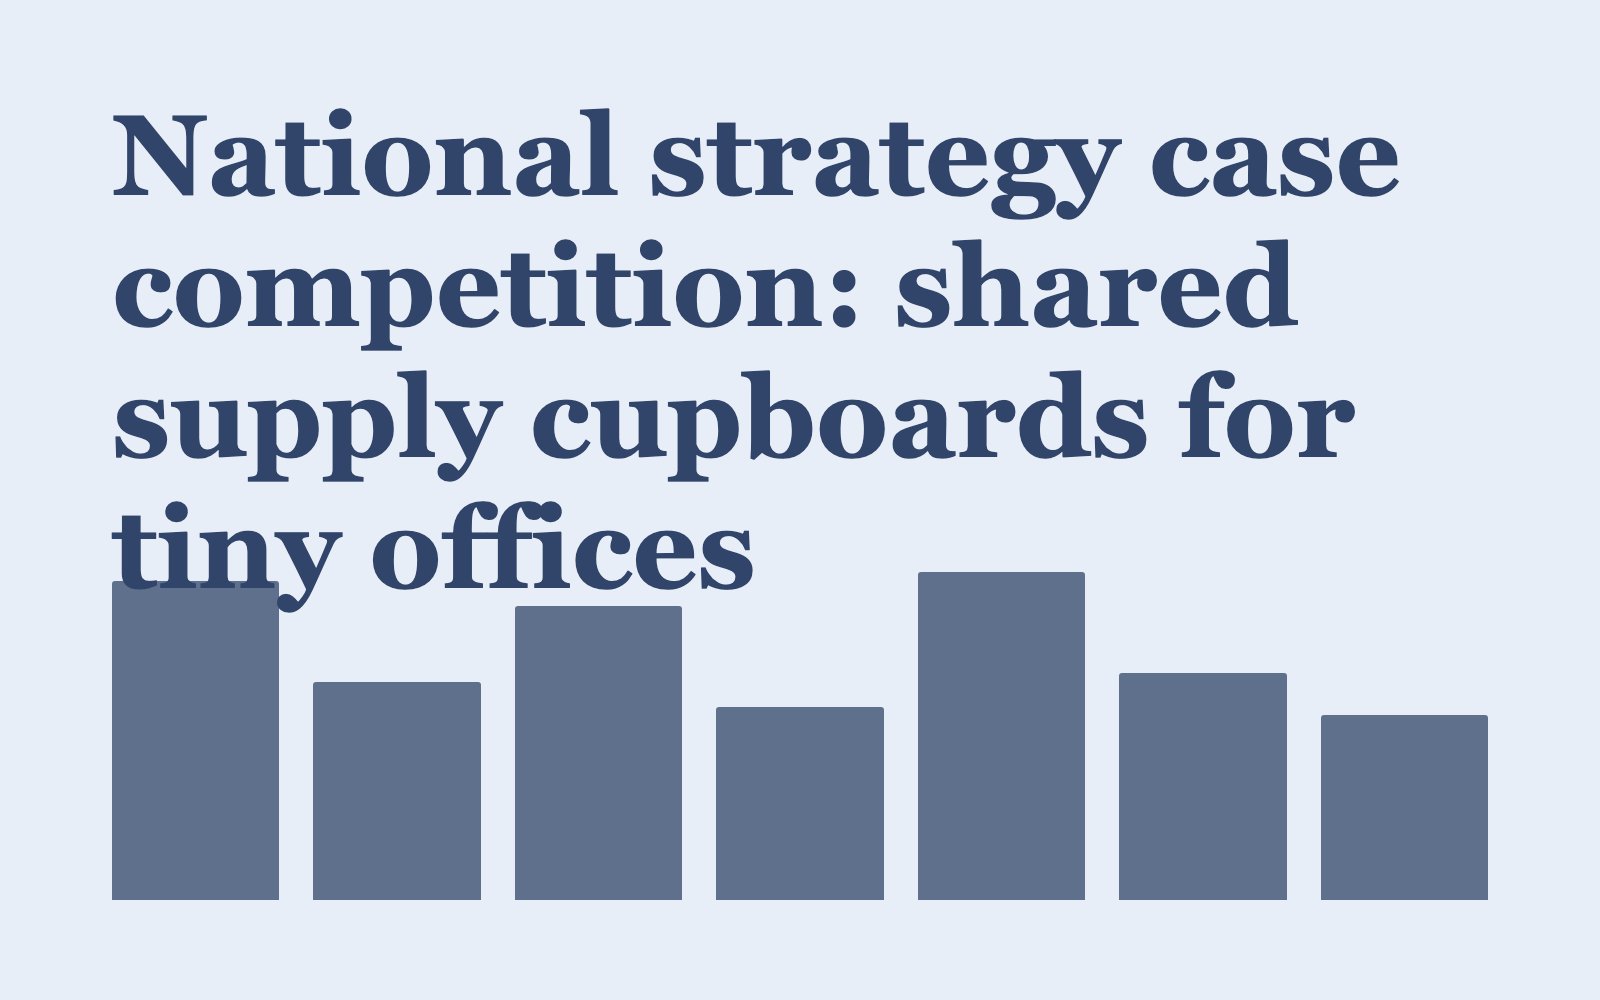 National strategy case
competition: shared
supply cupboards for
tiny offices